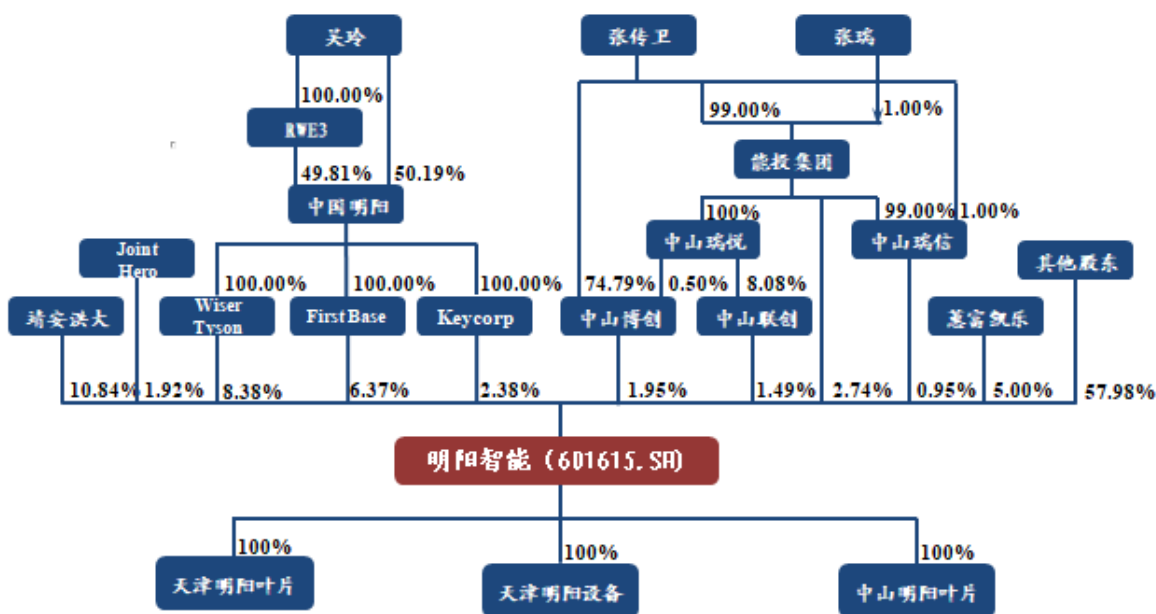 吴玲
张传卫
张瑞
100.00%
99.00%
1.00%
RWE3
能投集团
49.81%
50.19%
中国明阳
100%
99.00%
1.00%
Joint
Hero
中山瑞悦
中山瑞信
其他股东
100.00%
100.00%
100.00%
74.79%
0.50%
8.08%
靖安洪大
Wiser
Tyson
First Base
Keycorp
中山博创
中山联创
蕙富凯乐
10.84%
1.92%
8.38%
6.37%
2.38%
1.95%
1.49%
2.74%
0.95%
5.00%
57.98%
明阳智能（601615.SH）
100%
100%
100%
天津明阳叶片
天津明阳设备
中山明阳叶片